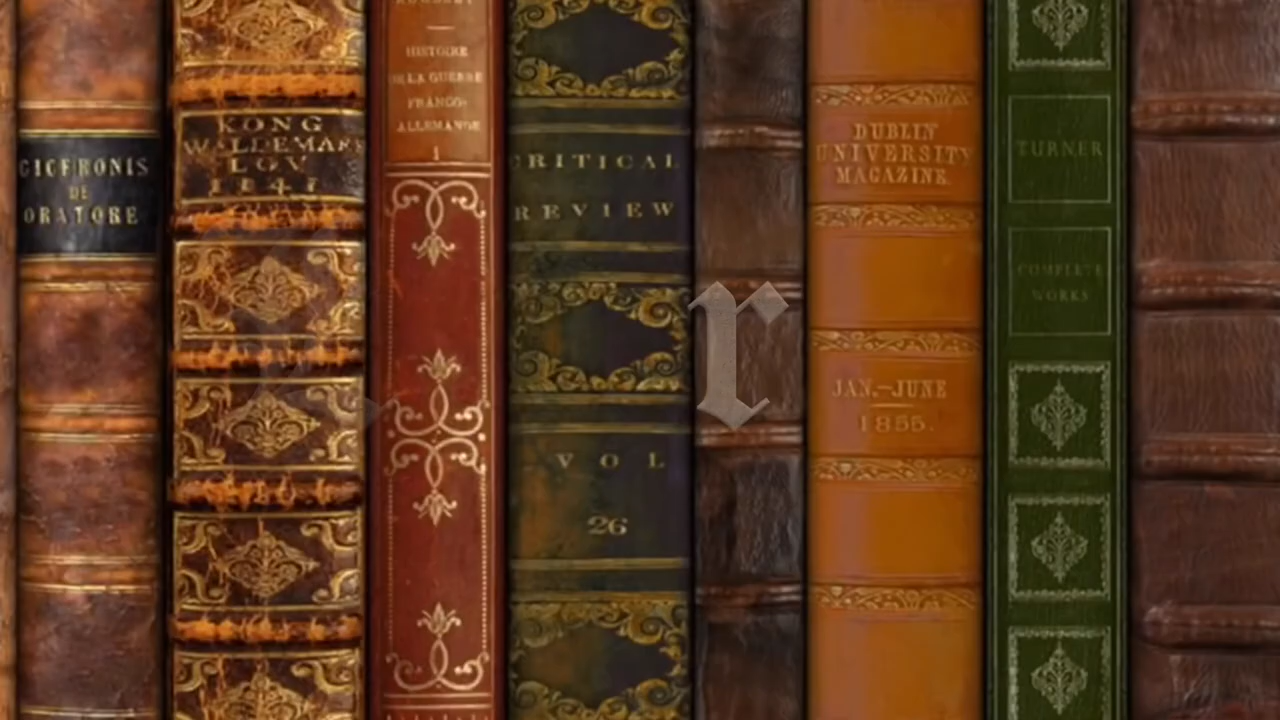 CICERONIS
DE
ORATORE
KONG
WALDEMARS
LOV
1147
HISTOIRE
DE LA GUERRE
FRANCO-
ALLEMANDE
1
CRITICAL
REVIEW
VOL
26
r
DUBLIN
UNIVERSITY
MAGAZINE.
JAN.—JUNE
1855.
TURNER
COMPLETE
WORKS